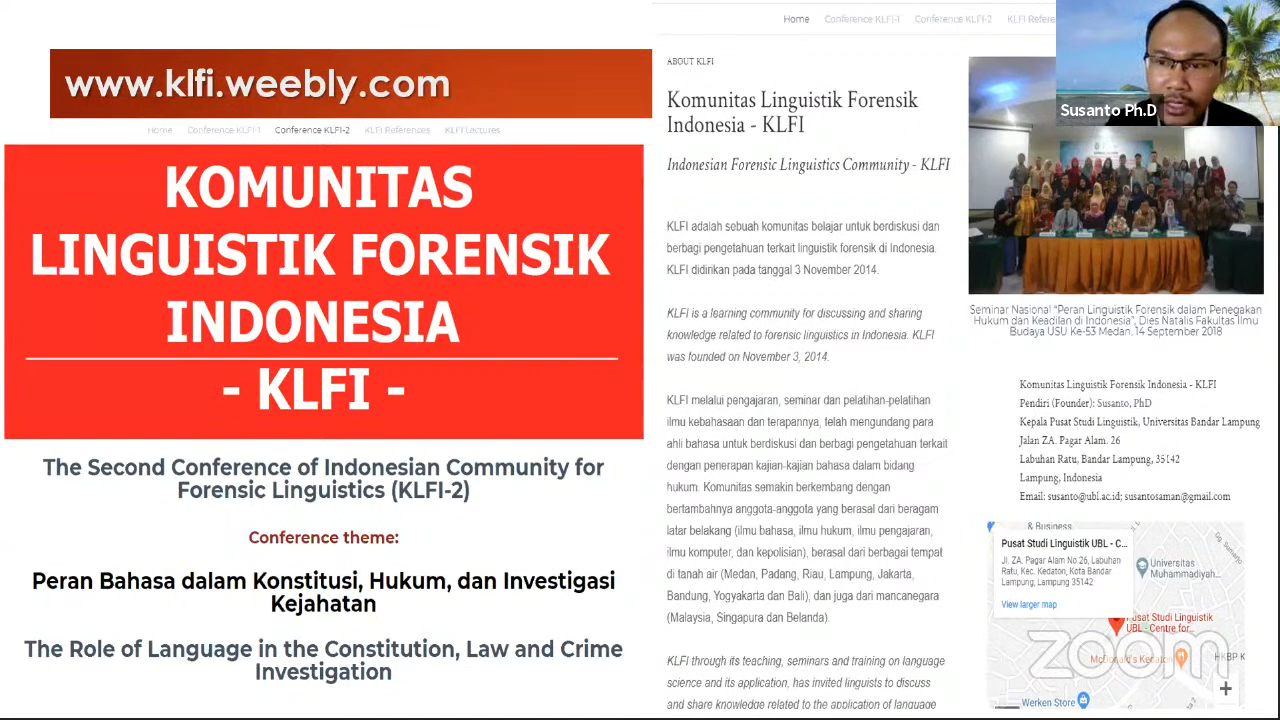 www.klfi.weebly.com
Home Conference KLFI-1 Conference KLFI-2 KLFI References KLFI Lectures
KOMUNITAS
LINGUISTIK FORENSIK
INDONESIA
- KLFI -
The Second Conference of Indonesian Community for
Forensic Linguistics (KLFI-2)
Conference theme:
Peran Bahasa dalam Konstitusi, Hukum, dan Investigasi
Kejahatan
The Role of Language in the Constitution, Law and Crime
Investigation
Home Conference KLFI-1 Conference KLFI-2 KLFI Refere
ABOUT KLFI
Komunitas Linguistik Forensik
Indonesia - KLFI
Indonesian Forensic Linguistics Community - KLFI
KLFI adalah sebuah komunitas belajar untuk berdiskusi dan
berbagi pengetahuan terkait linguistik forensik di Indonesia.
KLFI didirikan pada tanggal 3 November 2014.
KLFI is a learning community for discussing and sharing
knowledge related to forensic linguistics in Indonesia. KLFI
was founded on November 3, 2014.
KLFI melalui pengajaran, seminar dan pelatihan-pelatihan
ilmu kebahasaan dan terapannya, telah mengundang para
ahli bahasa untuk berdiskusi dan berbagi pengetahuan terkait
dengan penerapan kajian-kajian bahasa dalam bidang
hukum. Komunitas semakin berkembang dengan
bertambahnya anggota-anggota yang berasal dari beragam
latar belakang (ilmu bahasa, ilmu hukum, ilmu pengajaran,
ilmu komputer, dan kepolisian), berasal dari berbagai tempat
di tanah air (Medan, Padang, Riau, Lampung, Jakarta,
Bandung, Yogyakarta dan Bali), dan juga dari mancanegara
(Malaysia, Singapura dan Belanda).
KLFI through its teaching, seminars and training on language
science and its application, has invited linguists to discuss
and share knowledge related to the application of language
Susanto Ph.D
Seminar Nasional "Peran Linguistik Forensik dalam Penegakan
Hukum dan Keadilan di Indonesia", Dies Natalis Fakultas Ilmu
Budaya USU Ke-53 Medan, 14 September 2018
Komunitas Linguistik Forensik Indonesia - KLFI
Pendiri (Founder): Susanto, PhD
Kepala Pusat Studi Linguistik, Universitas Bandar Lampung
Jalan ZA. Pagar Alam. 26
Labuhan Ratu, Bandar Lampung, 35142
Lampung, Indonesia
Email: susanto@ubl.ac.id; susantosaman@gmail.com
& Business
Pusat Studi Linguistik UBL - C...
Jl. ZA. Pagar Alam No.26, Labuhan
Ratu, Kec. Kedaton, Kota Bandar
Lampung, Lampung 35142
View larger map
Universitas
Muhammadiyah...
Pusat Studi Linguistik
UBL - Centre for...
zoom
McDonald's Kedaton
HKBP K
+
Werken Store